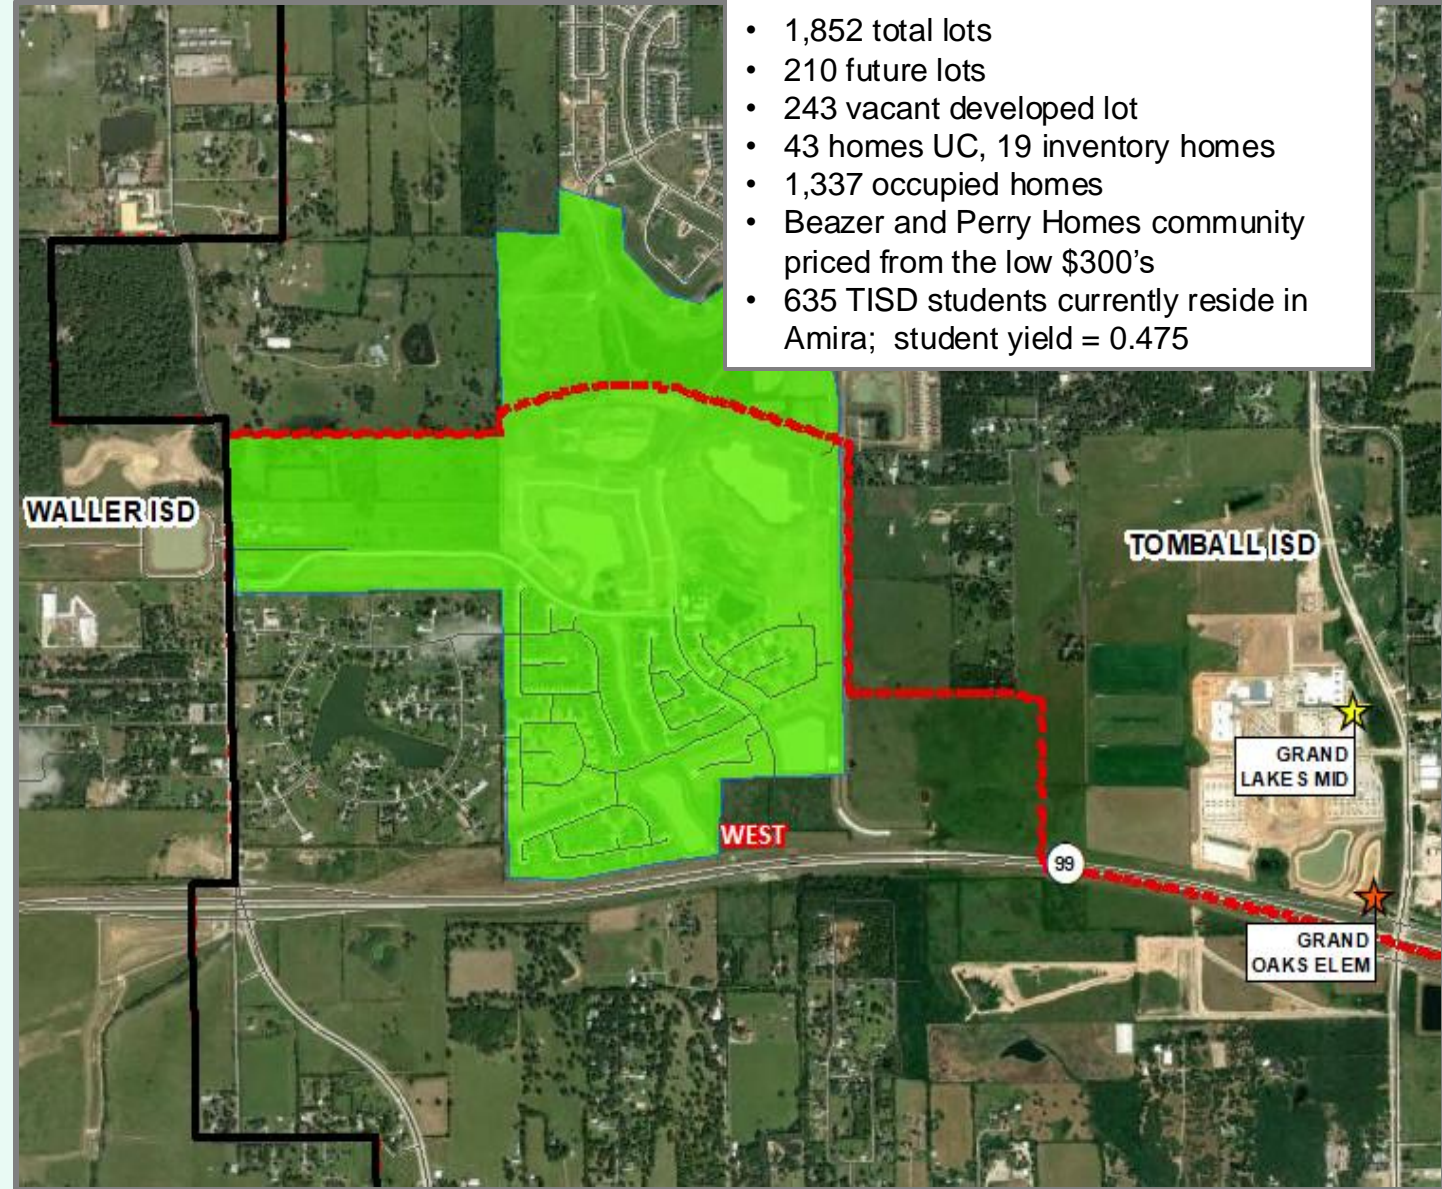 • 1,852 total lots
• 210 future lots
• 243 vacant developed lot
• 43 homes UC, 19 inventory homes
• 1,337 occupied homes
• Beazer and Perry Homes community
priced from the low $300’s
• 635 TISD students currently reside in
Amira;  student yield = 0.475
WALLER ISD
TOMBALL ISD
GRAND
LAKES MID
WEST
99
GRAND
OAKS ELEM